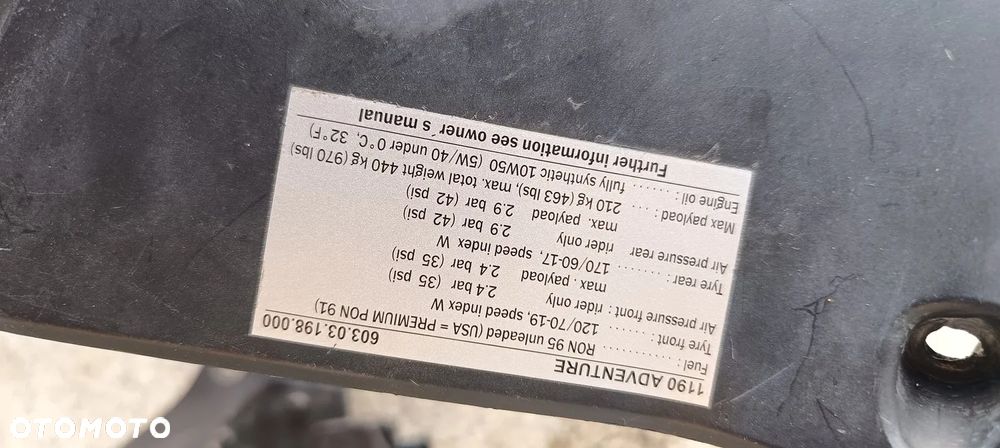 1190 ADVENTURE 603.03.198.000
Fuel: ......... RON 95 unleaded (USA = PREMIUM PON 91)
Tyre front: ...... 120/70-19, speed index W
Air pressure front: rider only 2.4 bar (35 psi)
max. payload 2.4 bar (35 psi)
Tyre rear: ....... 170/60-17, speed index W
Air pressure rear rider only 2.9 bar (42 psi)
max. payload 2.9 bar (42 psi)
Max payload: ... 210 kg (463 lbs), max. total weight 440 kg (970 lbs)
Engine oil: ...... fully synthetic 10W50 (5W/40 under 0°C, 32°F)
Further information see owner´s manual
OTOMOTO